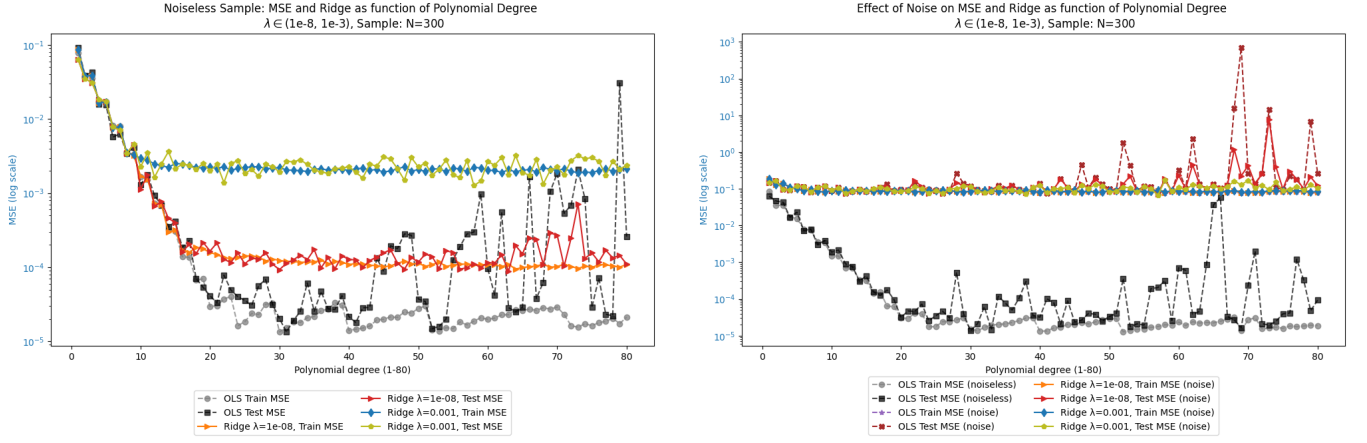 Noiseless Sample: MSE and Ridge as function of Polynomial Degree
λ ∈ (1e-8, 1e-3), Sample: N=300
MSE (log scale)
10⁻¹
10⁻²
10⁻³
10⁻⁴
10⁻⁵
0 10 20 30 40 50 60 70 80
Polynomial degree (1-80)
OLS Train MSE
OLS Test MSE
Ridge λ=1e-08, Train MSE
Ridge λ=1e-08, Test MSE
Ridge λ=0.001, Train MSE
Ridge λ=0.001, Test MSE
Effect of Noise on MSE and Ridge as function of Polynomial Degree
λ ∈ (1e-8, 1e-3), Sample: N=300
MSE (log scale)
10³
10²
10¹
10⁰
10⁻¹
10⁻²
10⁻³
10⁻⁴
10⁻⁵
0 10 20 30 40 50 60 70 80
Polynomial degree (1-80)
OLS Train MSE (noiseless)
OLS Test MSE (noiseless)
OLS Train MSE (noise)
OLS Test MSE (noise)
Ridge λ=1e-08, Train MSE (noise)
Ridge λ=1e-08, Test MSE (noise)
Ridge λ=0.001, Train MSE (noise)
Ridge λ=0.001, Test MSE (noise)